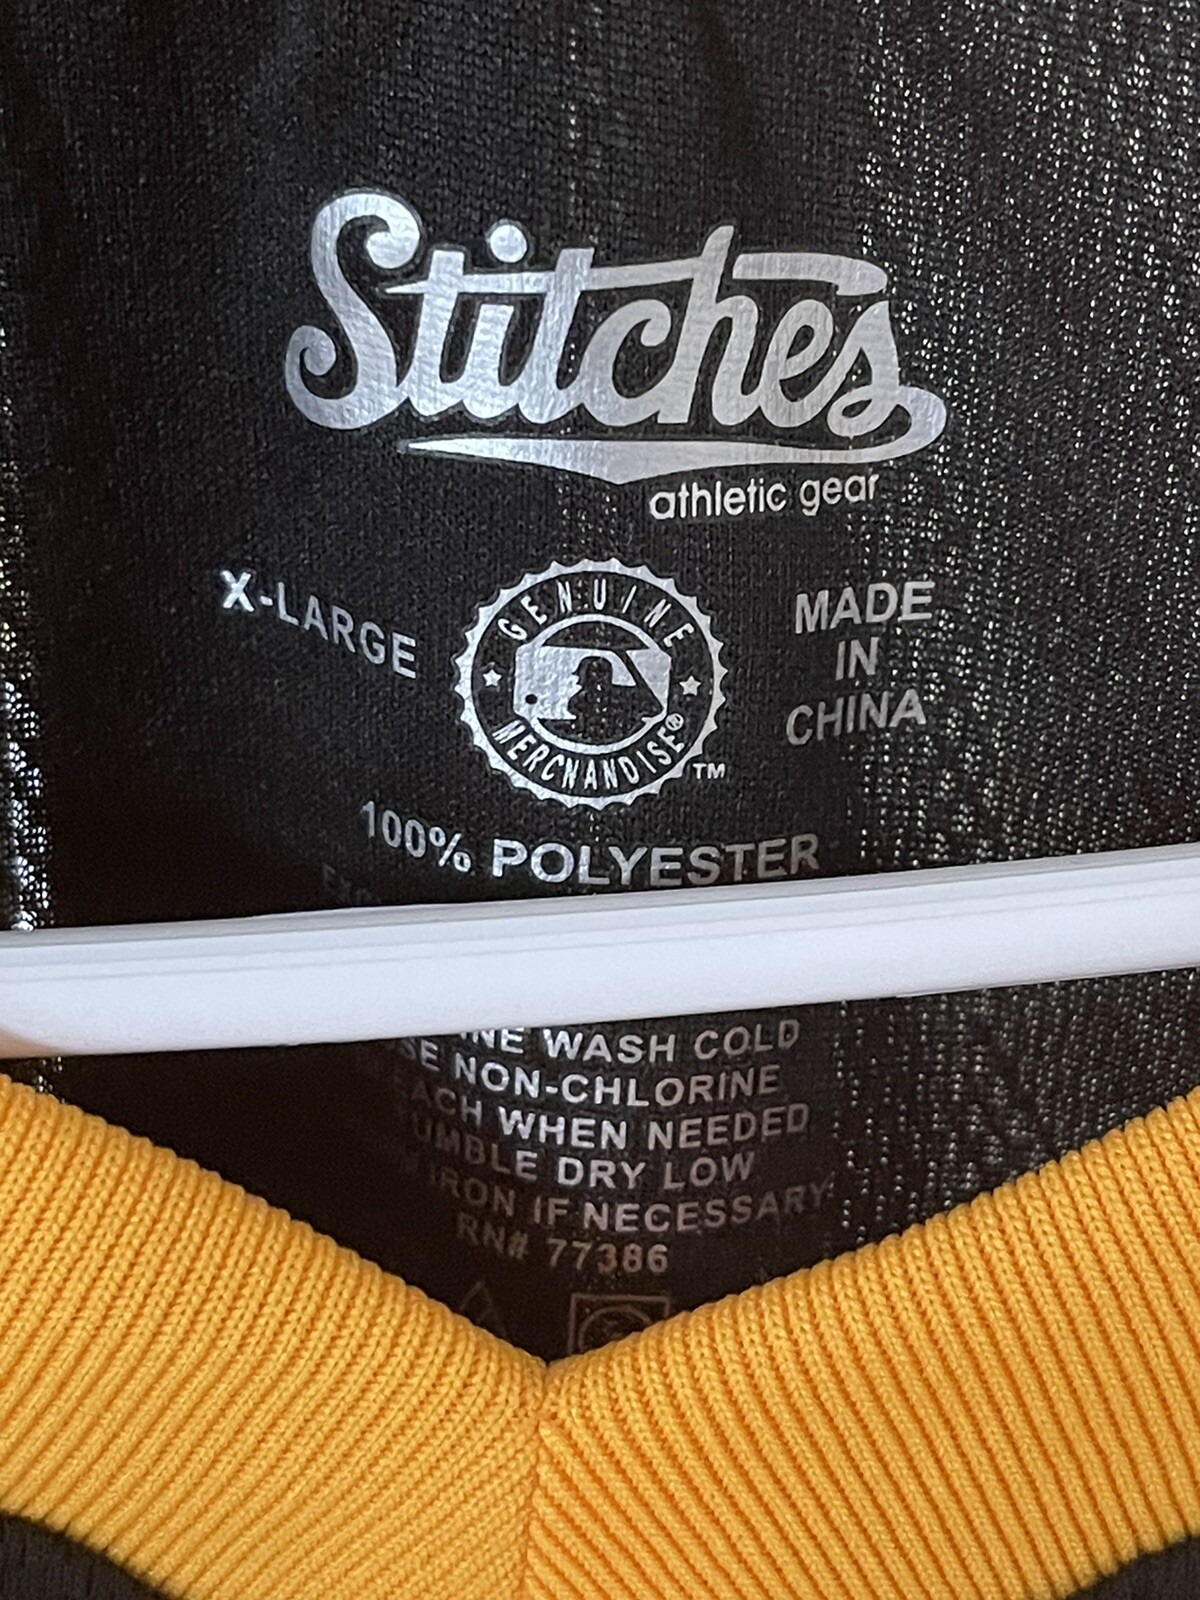 Stitches
athletic gear
X-LARGE
GENUINE
MERCHANDISE®
TM
MADE
IN
CHINA
100% POLYESTER
WASH COLD
NON-CHLORINE
WHEN NEEDED
DRY LOW
IRON IF NECESSARY
RN# 77386